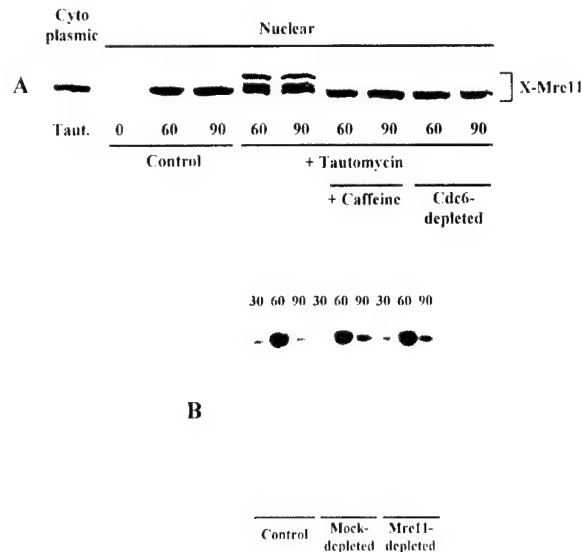 Cyto
plasmic
Nuclear
A
X-Mre11
Taut. 0 60 90 60 90 60 90 60 90
Control
+ Tautomycin
+ Caffeine
Cdc6-
depleted
30 60 90 30 60 90 30 60 90
B
Control
Mock-
depleted
Mre11-
depleted